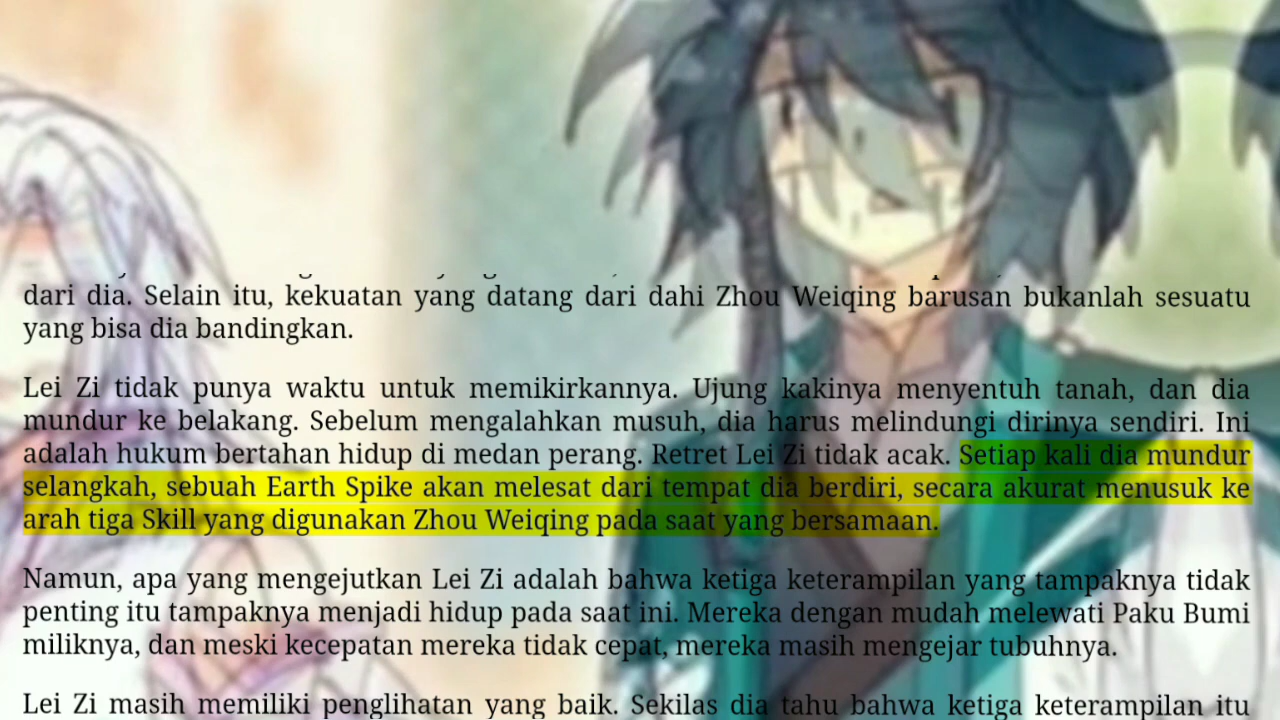 dari dia. Selain itu, kekuatan yang datang dari dahi Zhou Weiqing barusan bukanlah sesuatu
yang bisa dia bandingkan.
Lei Zi tidak punya waktu untuk memikirkannya. Ujung kakinya menyentuh tanah, dan dia
mundur ke belakang. Sebelum mengalahkan musuh, dia harus melindungi dirinya sendiri. Ini
adalah hukum bertahan hidup di medan perang. Retret Lei Zi tidak acak. Setiap kali dia mundur
selangkah, sebuah Earth Spike akan melesat dari tempat dia berdiri, secara akurat menusuk ke
arah tiga Skill yang digunakan Zhou Weiqing pada saat yang bersamaan.
Namun, apa yang mengejutkan Lei Zi adalah bahwa ketiga keterampilan yang tampaknya tidak
penting itu tampaknya menjadi hidup pada saat ini. Mereka dengan mudah melewati Paku Bumi
miliknya, dan meski kecepatan mereka tidak cepat, mereka masih mengejar tubuhnya.
Lei Zi masih memiliki penglihatan yang baik. Sekilas dia tahu bahwa ketiga keterampilan itu